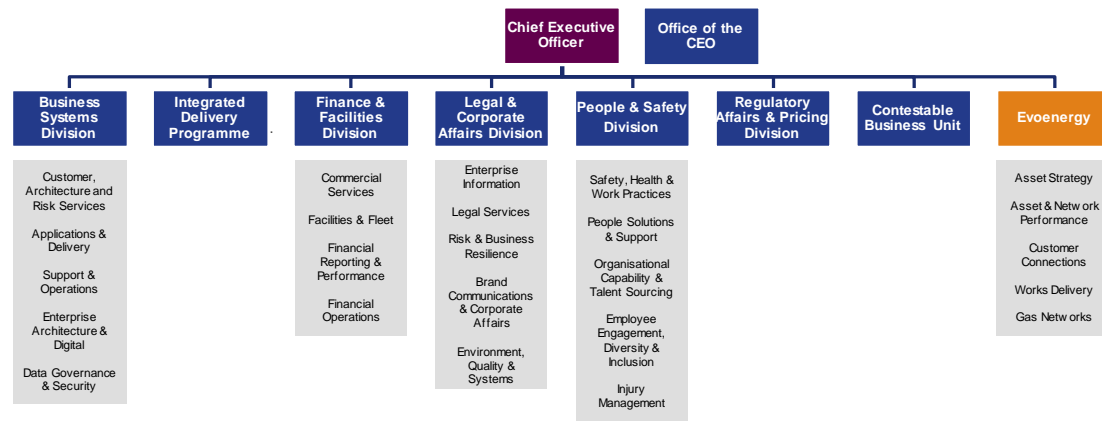 Chief Executive
Officer
Office of the
CEO
Business
Systems
Division
Integrated
Delivery
Programme
.
Finance &
Facilities
Division
Legal &
Corporate
Affairs Division
People & Safety
Division
Regulatory
Affairs & Pricing
Division
Contestable
Business Unit
Evoenergy
Customer,
Architecture and
Risk Services
Applications &
Delivery
Support &
Operations
Enterprise
Architecture &
Digital
Data Governance
& Security
Commercial
Services
Facilities & Fleet
Financial
Reporting &
Performance
Financial
Operations
Enterprise
Information
Legal Services
Risk & Business
Resilience
Brand
Communications
& Corporate
Affairs
Environment,
Quality &
Systems
Safety, Health &
Work Practices
People Solutions
& Support
Organisational
Capability &
Talent Sourcing
Employee
Engagement,
Diversity &
Inclusion
Injury
Management
Asset Strategy
Asset & Network
Performance
Customer
Connections
Works Delivery
Gas Networks